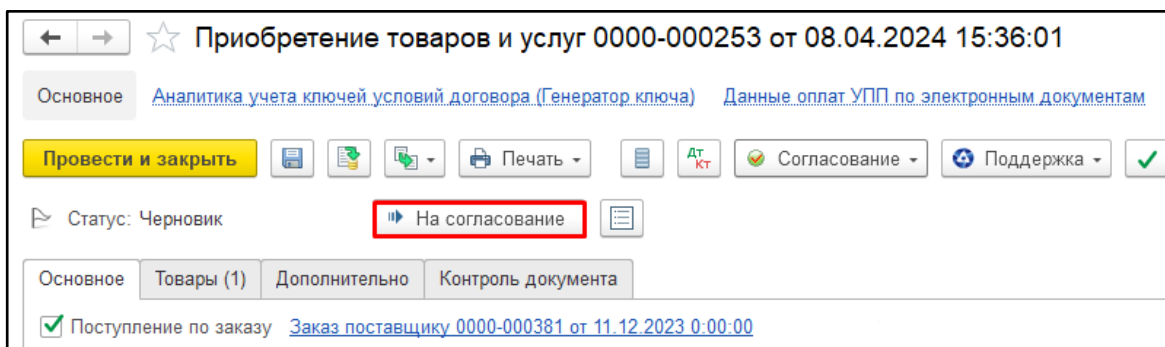 Приобретение товаров и услуг 0000-000253 от 08.04.2024 15:36:01
Основное Аналитика учета ключей условий договора (Генератор ключа) Данные оплат УПП по электронным документам
Провести и закрыть Печать Дт Кт Согласование Поддержка
Статус: Черновик На согласование
Основное Товары (1) Дополнительно Контроль документа
Поступление по заказу Заказ поставщику 0000-000381 от 11.12.2023 0:00:00